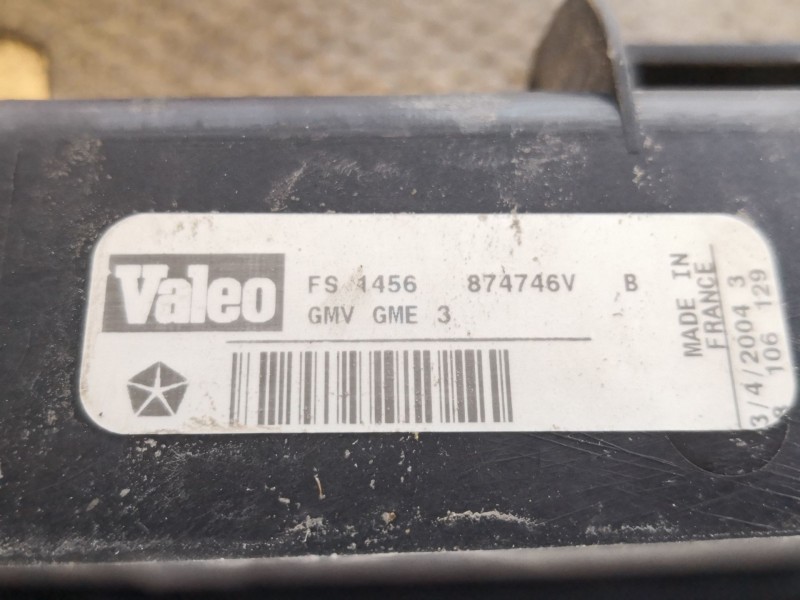 Valeo
FS 1456 874746V B
GMV GME 3
MADE IN
FRANCE
3/4/2004 3
106 129